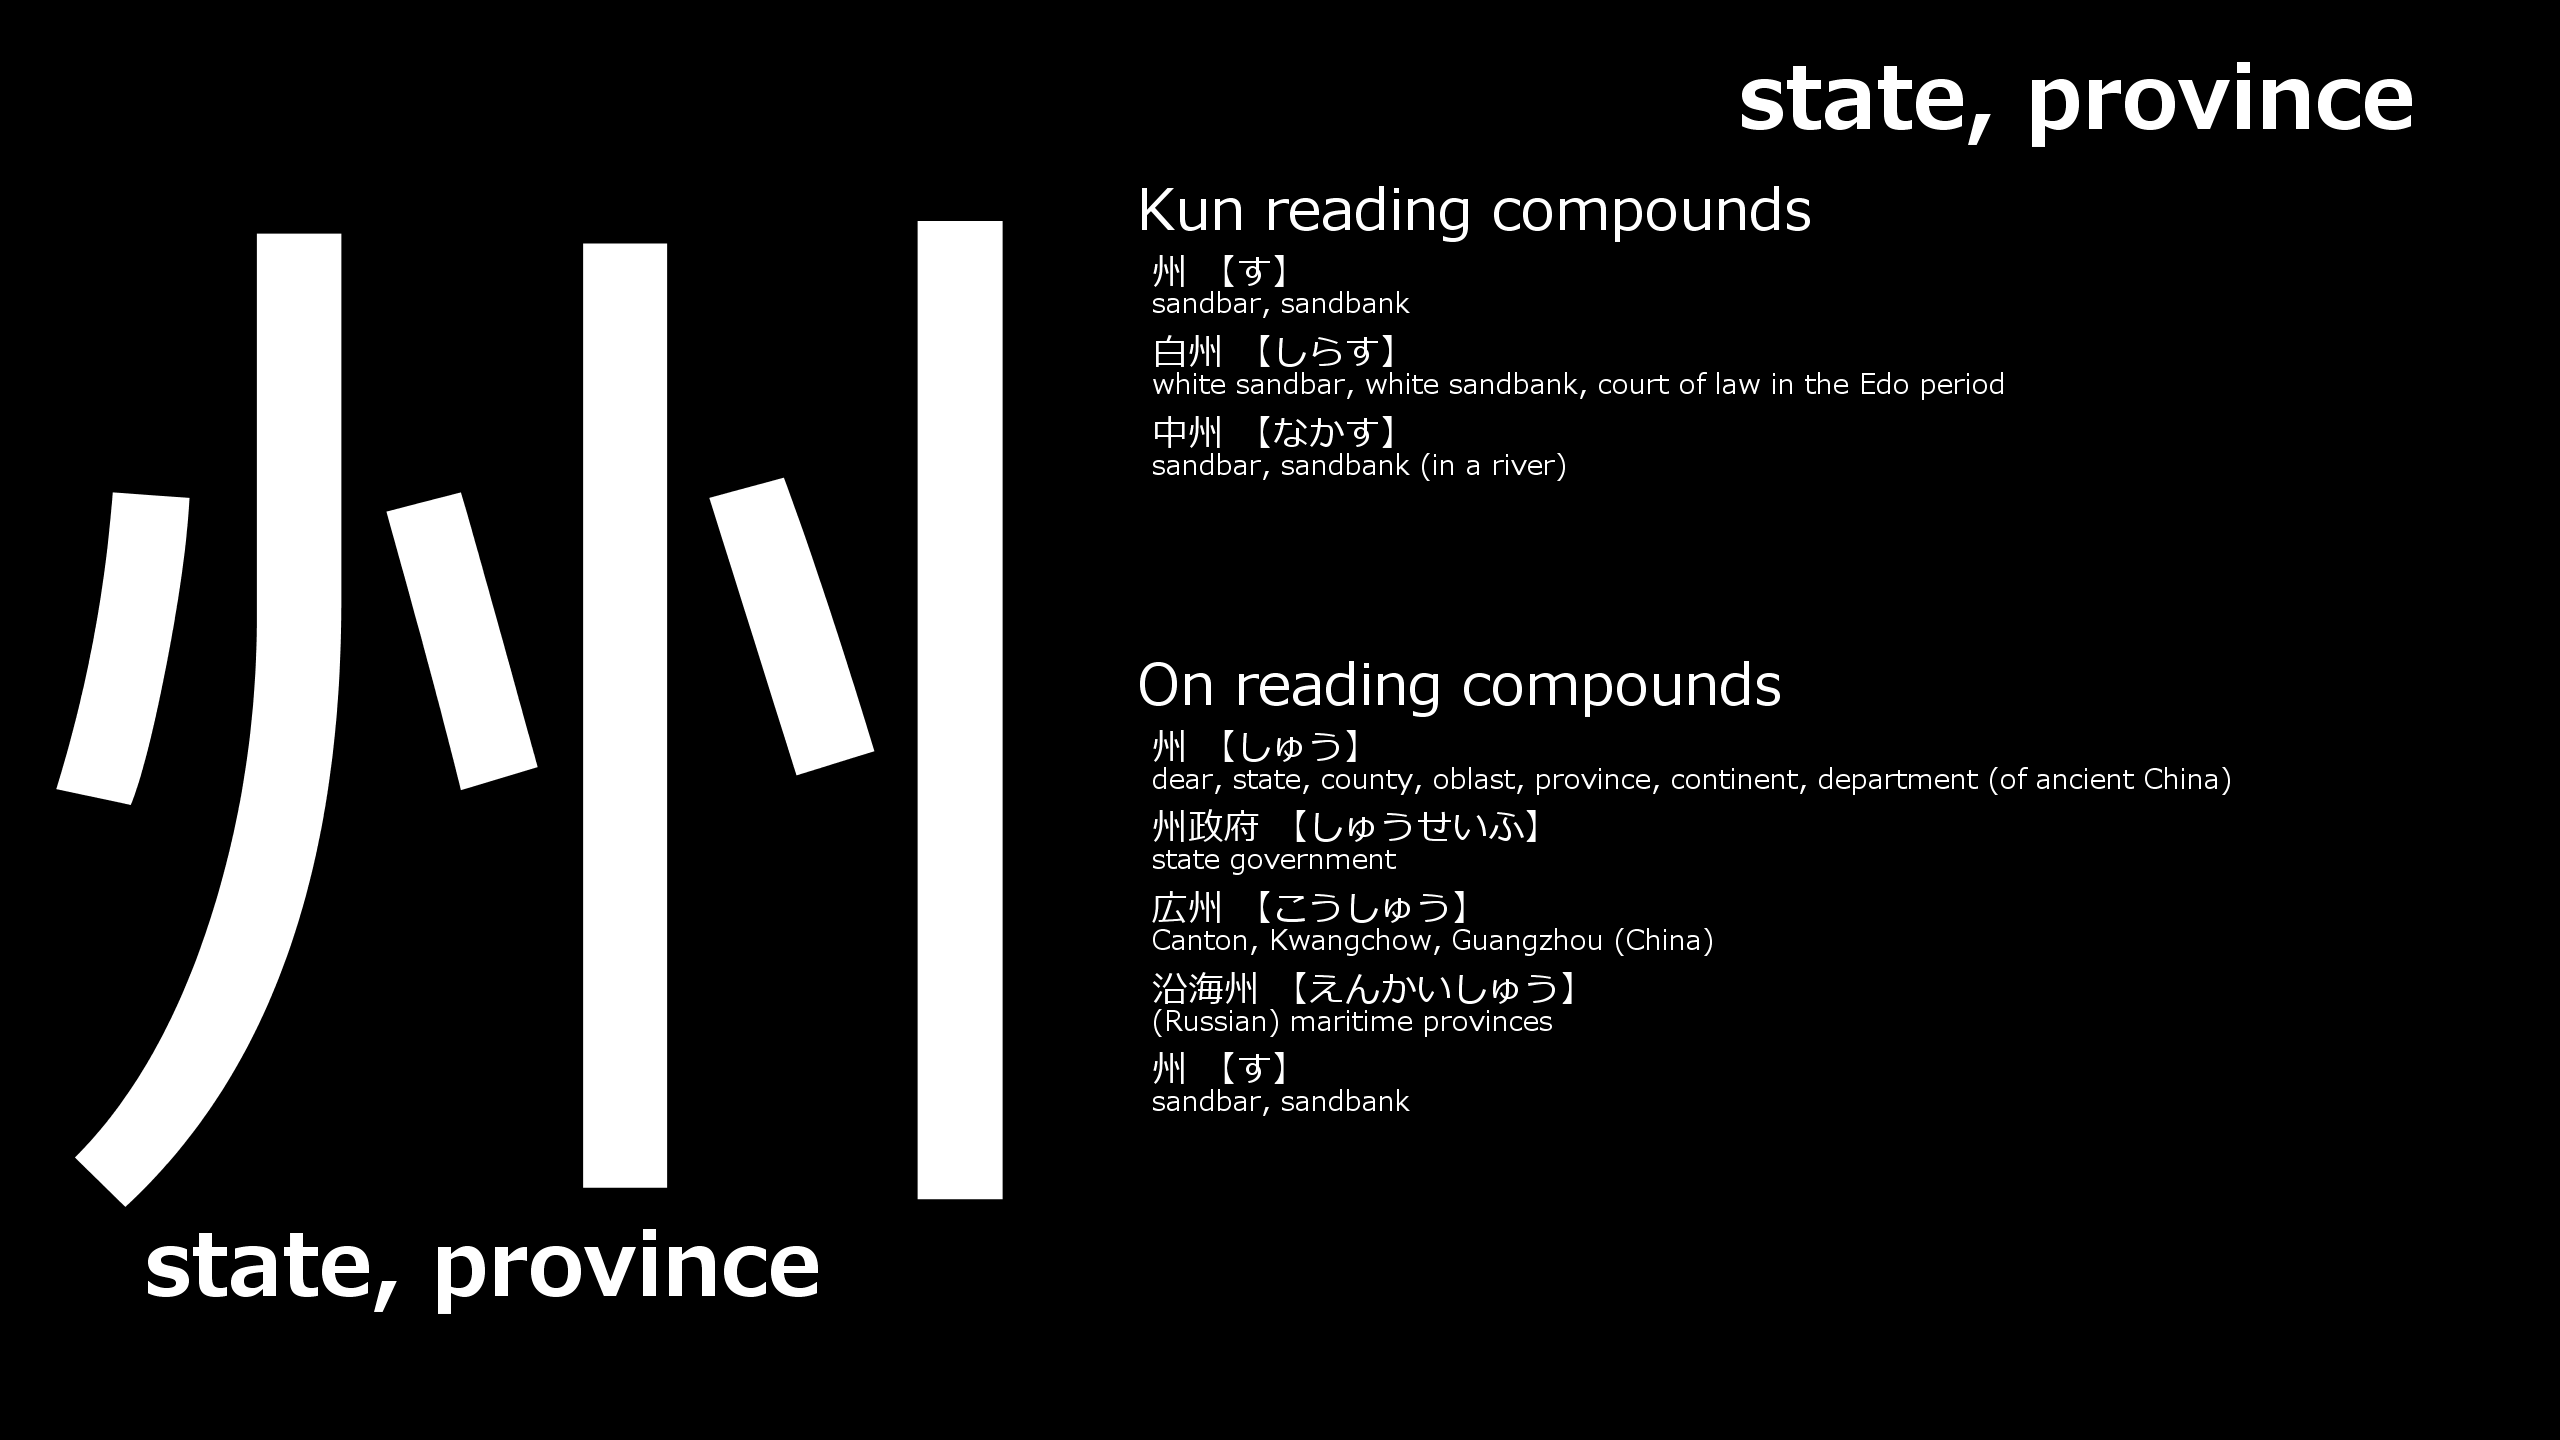 state, province
州
state, province
Kun reading compounds
州 【す】
sandbar, sandbank
白州 【しらす】
white sandbar, white sandbank, court of law in the Edo period
中州 【なかす】
sandbar, sandbank (in a river)
On reading compounds
州 【しゅう】
dear, state, county, oblast, province, continent, department (of ancient China)
州政府 【しゅうせいふ】
state government
広州 【こうしゅう】
Canton, Kwangchow, Guangzhou (China)
沿海州 【えんかいしゅう】
(Russian) maritime provinces
州 【す】
sandbar, sandbank